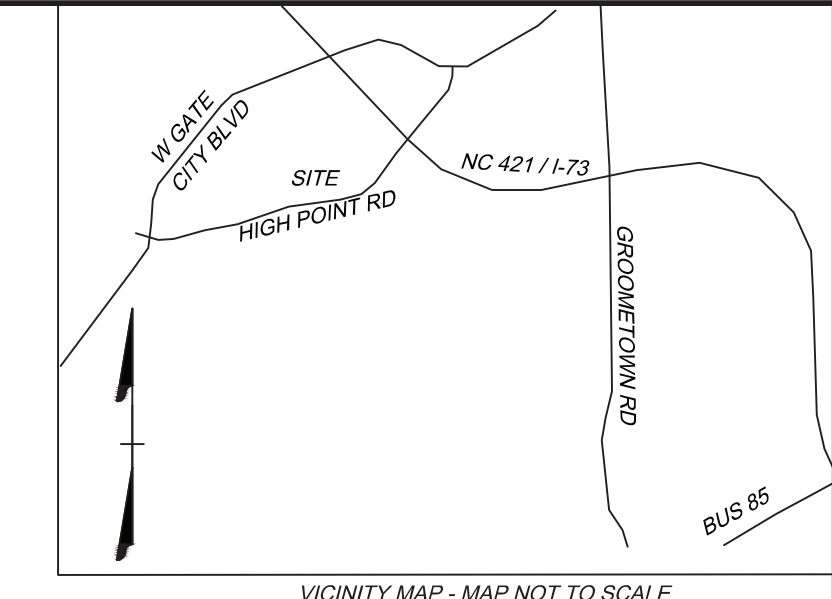 W GATE
CITY BLVD
SITE
HIGH POINT RD
NC 421 / I-73
GROOMETOWN RD
BUS 85
VICINITY MAP - MAP NOT TO SCALE